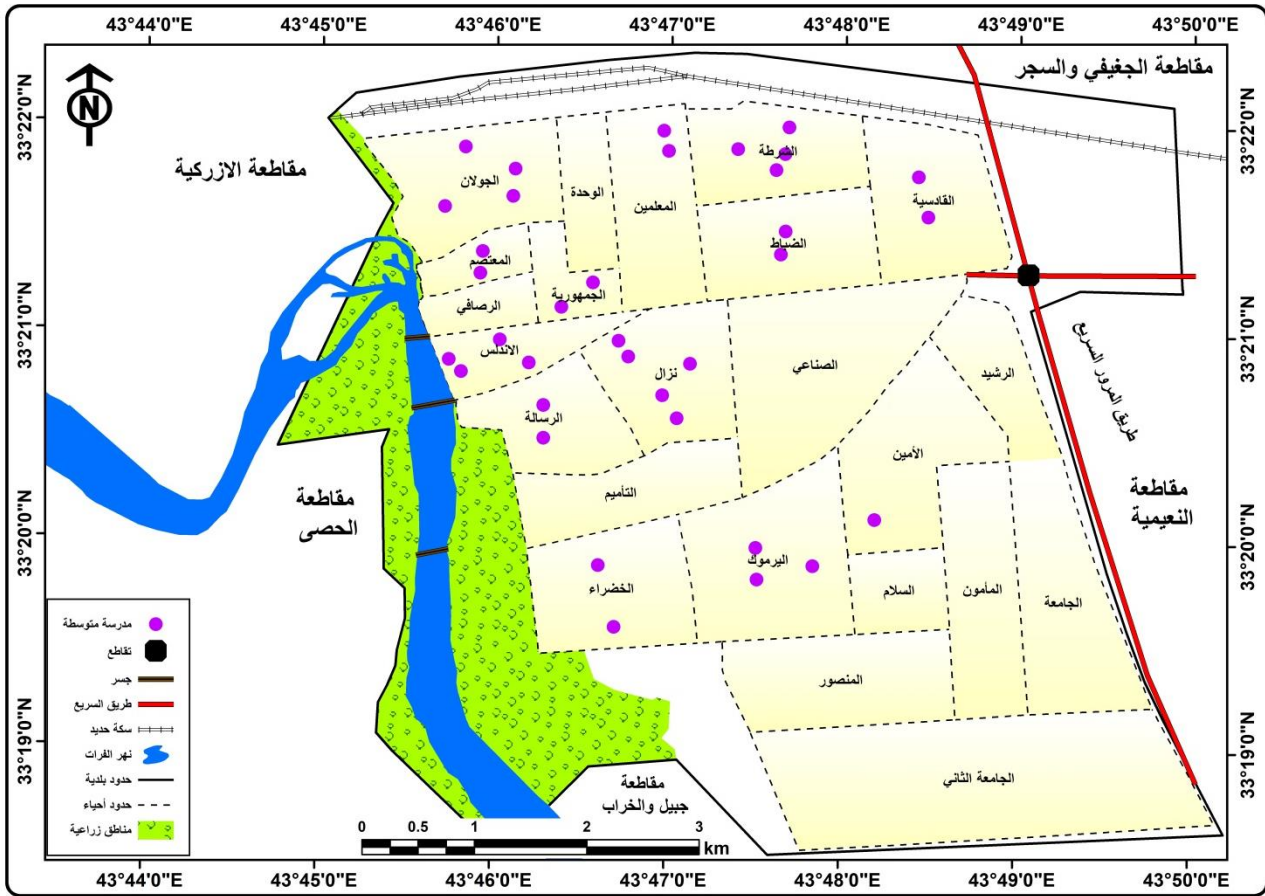 43°44'0"E
43°45'0"E
43°46'0"E
43°47'0"E
43°48'0"E
43°49'0"E
43°50'0"E
مقاطعة الجغيفي والسجر
33°22'0"N
33°22'0"N
N
مقاطعة الازركية
الشرطة
الجولان
الوحدة
المعلمين
القادسية
الضباط
المعتصم
الجمهورية
الرصافي
33°21'0"N
33°21'0"N
الاندلس
نزال
الصناعي
الرشيد
طريق المرور السريع
الرسالة
الأمين
التأميم
مقاطعة
الحصى
مقاطعة
النعيمية
33°20'0"N
33°20'0"N
اليرموك
الخضراء
السلام
المأمون
الجامعة
المنصور
33°19'0"N
33°19'0"N
الجامعة الثاني
مقاطعة
جبيل والخراب
مدرسة متوسطة
تقاطع
جسر
طريق السريع
سكة حديد
نهر الفرات
حدود بلدية
حدود أحياء
مناطق زراعية
0 0.5 1 2 3
km
43°44'0"E
43°45'0"E
43°46'0"E
43°47'0"E
43°48'0"E
43°49'0"E
43°50'0"E